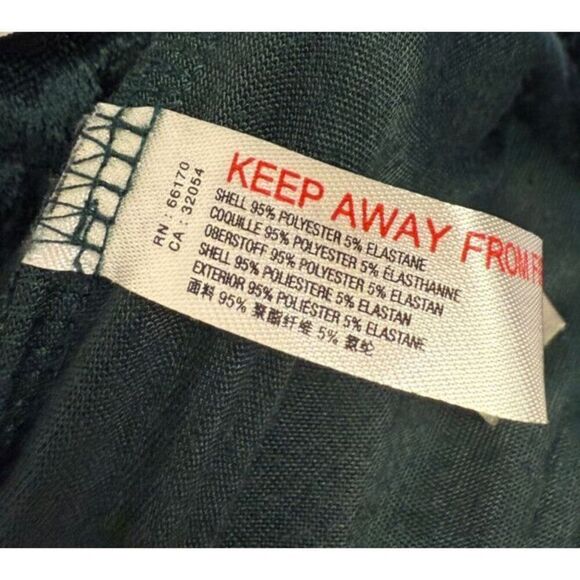 RN : 66170
CA : 32054
KEEP AWAY FROM
SHELL 95% POLYESTER 5% ELASTANE
COQUILLE 95% POLYESTER 5% ÉLASTHANNE
OBERSTOFF 95% POLYESTER 5% ELASTAN
SHELL 95% POLIESTERE 5% ELASTAN
EXTERIOR 95% POLIÉSTER 5% ELASTANE
面料 95% 聚酯纤维 5% 氨纶